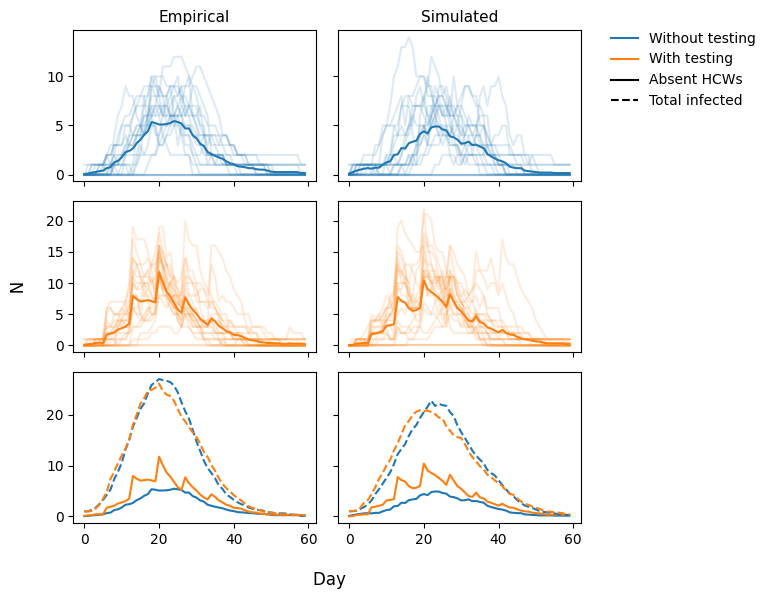 Empirical
Simulated
Without testing
With testing
Absent HCWs
Total infected
10
5
0
20
15
10
5
0
N
20
10
0
0
20
40
60
0
20
40
60
Day